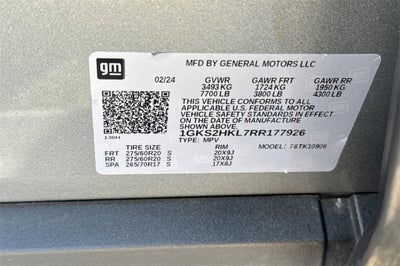 gm
MFD BY GENERAL MOTORS LLC
02/24 GVWR GAWR FRT GAWR RR
3493 KG 1724 KG 1950 KG
7700 LB 3800 LB 4300 LB
THIS VEHICLE CONFORMS TO ALL
APPLICABLE U.S. FEDERAL MOTOR
VEHICLE SAFETY STANDARDS IN EFFECT
ON THE DATE OF MANUFACTURE
SHOWN ABOVE.
1GKS2HKL7RR177926
130H TYPE: MPV MODEL: 76TK10906
TIRE SIZE RIM
FRT 275/60R20 S 20X9J
RR 275/60R20 S 20X9J
SPA 265/70R17 S 17X8J